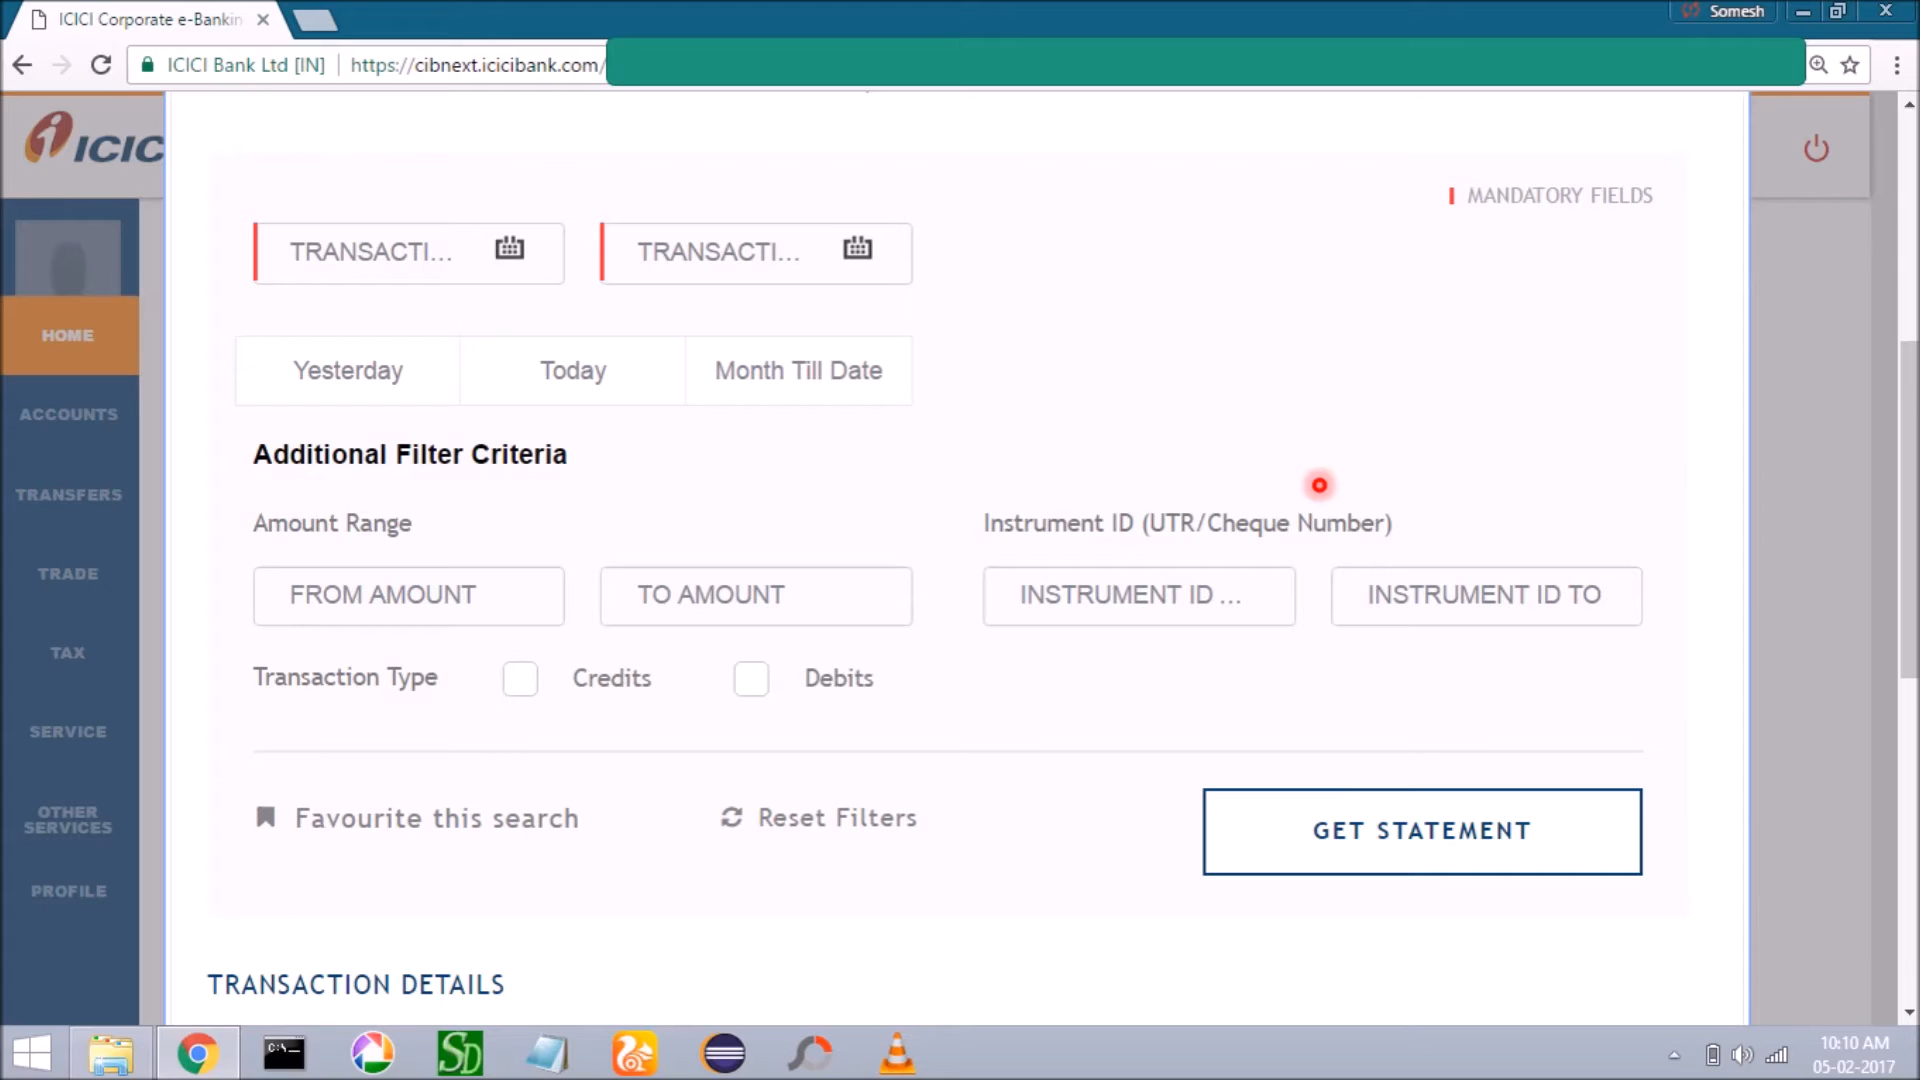 ICICI Corporate e-Bankin
Somesh
ICICI Bank Ltd [IN] https://cibnext.icicibank.com/
ICIC
MANDATORY FIELDS
TRANSACTI... TRANSACTI...
HOME
Yesterday Today Month Till Date
ACCOUNTS
Additional Filter Criteria
TRANSFERS
Amount Range Instrument ID (UTR/Cheque Number)
TRADE
FROM AMOUNT TO AMOUNT INSTRUMENT ID ... INSTRUMENT ID TO
TAX
Transaction Type Credits Debits
SERVICE
OTHER
SERVICES
Favourite this search Reset Filters GET STATEMENT
PROFILE
TRANSACTION DETAILS
C:\_
SD
10:10 AM
05-02-2017